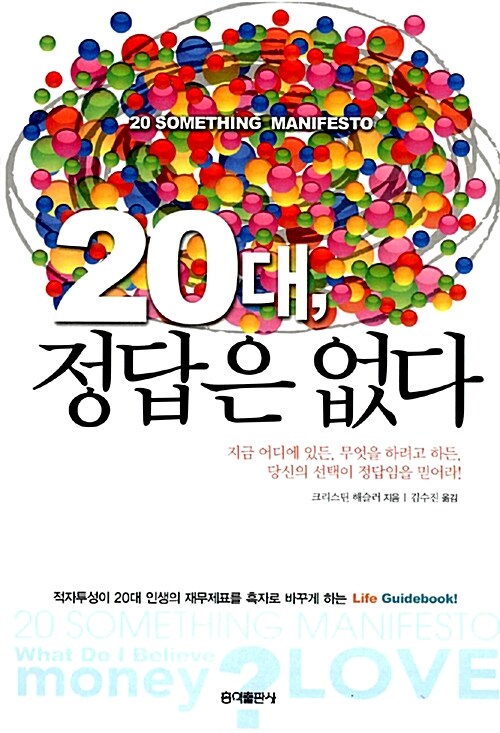 20 SOMETHING MANIFESTO
20대,
정답은 없다
지금 어디에 있든, 무엇을 하려고 하든,
당신의 선택이 정답임을 믿어라!
크리스틴 해슬러 지음 | 김수진 옮김
적자투성이 20대 인생의 재무제표를 흑자로 바꾸게 하는 Life Guidebook!
20 SOMETHING MANIFESTO
What Do I Believe
money ? LOVE